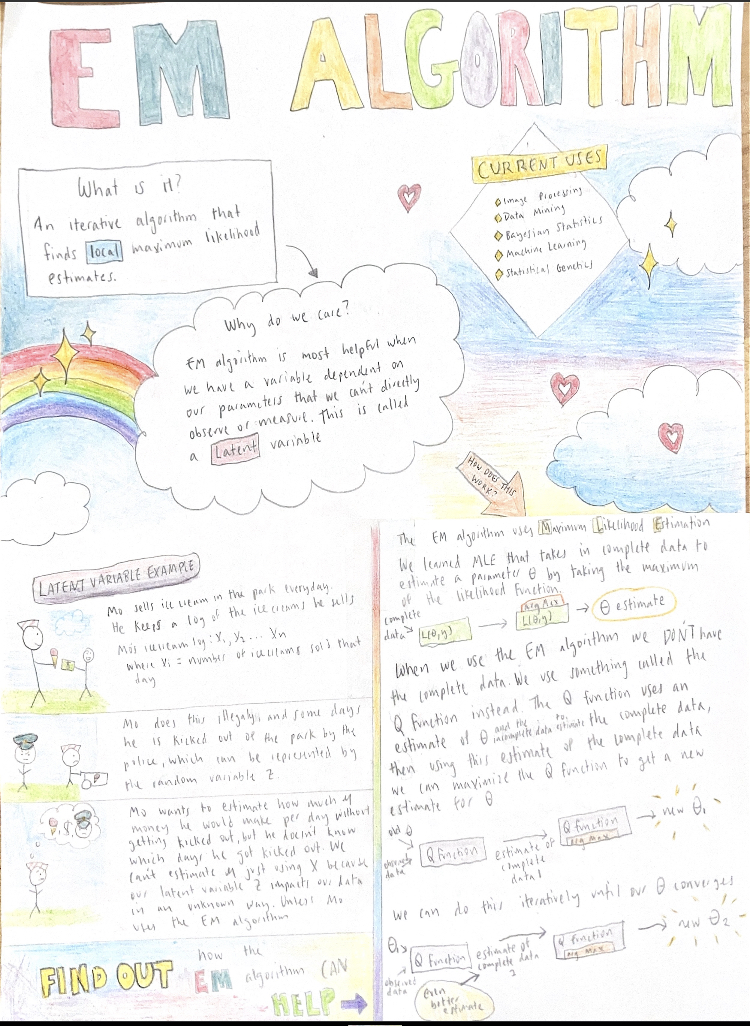 EM ALGORITHM
What is it?
An iterative algorithm that
finds local maximum likelihood
estimates.
CURRENT USES
Image Processing
Data Mining
Bayesian Statistics
Machine Learning
Statistical Genetics
Why do we care?
EM algorithm is most helpful when
we have a variable dependent on
our parameters that we can't directly
observe or measure. This is called
a Latent variable
HOW DOES THIS
WORK?
LATENT VARIABLE EXAMPLE
Mo sells ice cream in the park everyday.
He keeps a log of the ice creams he sells
Mo's icecream log: X₁, X₂ ... Xn
where Xi = number of icecreams sold that
day
Mo does this illegally, and some days
he is kicked out of the park by the
police, which can be represented by
the random variable Z.
Mo wants to estimate how much
money he would make per day without
getting kicked out, but he doesn't know
which days he got kicked out. We
can't estimate just using X because
our latent variable Z impacts our data
in an unknown way. Unless Mo
uses the EM algorithm
FIND OUT how the
EM algorithm CAN
HELP
The EM algorithm uses Maximum Likelihood Estimation
We learned MLE that takes in complete data to
estimate a parameter θ by taking the maximum
of the likelihood function.
complete
data
L(θ;y)
Arg Max
L(θ;y)
θ estimate
When we use the EM algorithm we DON'T have
the complete data. We use something called the
Q function instead. The Q function uses an
estimate of θ and the incomplete data to estimate the complete data,
then using this estimate of the complete data
we can maximize the Q function to get a new
estimate for θ
old θ
observed
data
Q function
estimate of
complete
data 1
Q function
arg max
new θ₁
We can do this iteratively until our θ converges
θ₁
observed
data
Q function
estimate of
complete data
2
Q function
arg max
new θ₂
Even
better
estimate